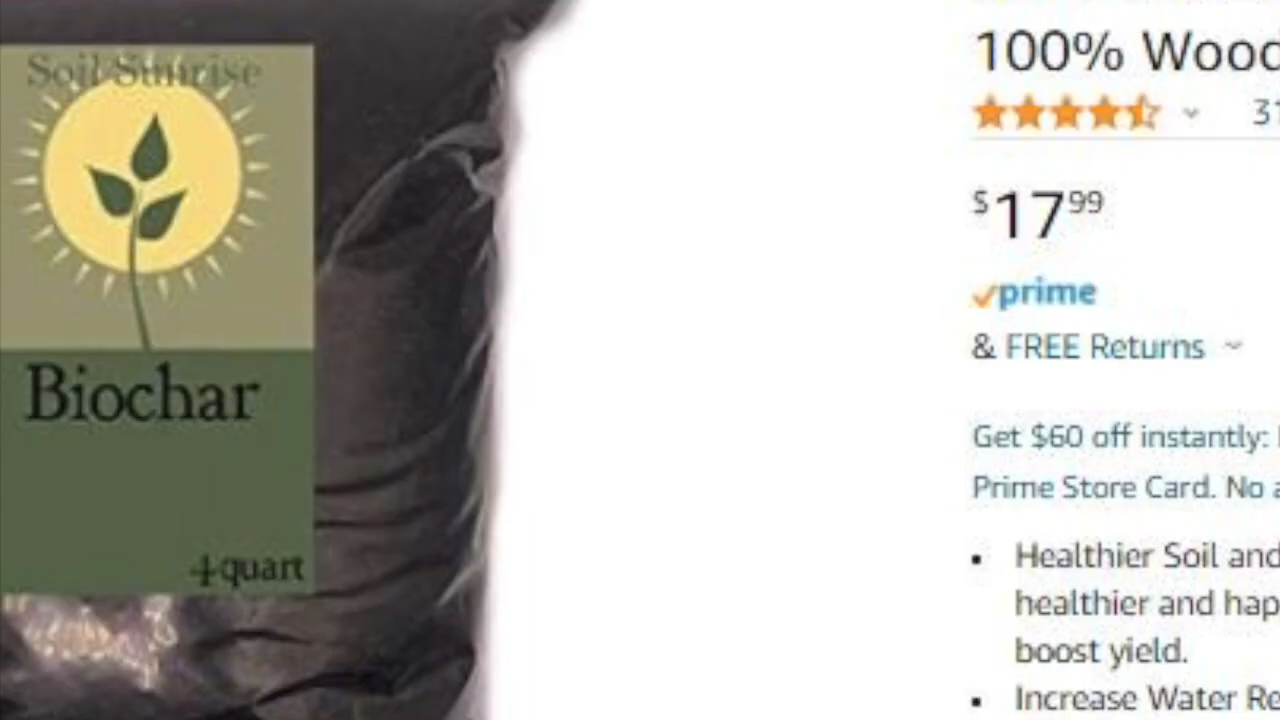 Soil Sunrise
Biochar
4 quart
100% Wood
$17.99
prime
& FREE Returns
Get $60 off instantly:
Prime Store Card. No a
Healthier Soil and
healthier and hap
boost yield.
Increase Water Re